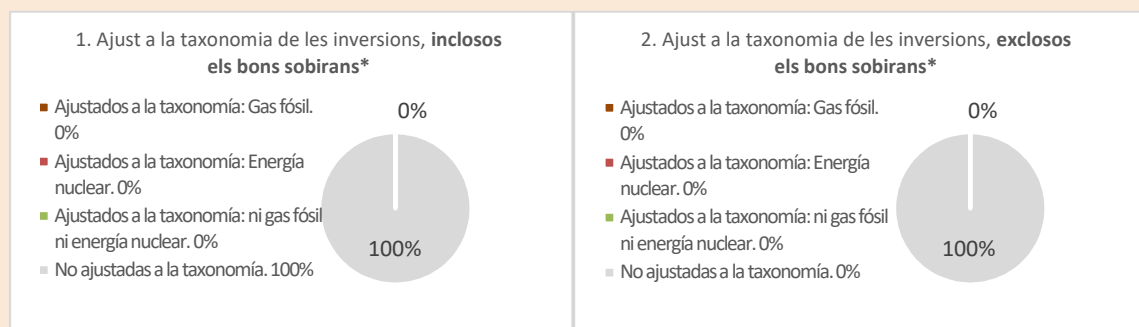 1. Ajust a la taxonomia de les inversions, inclosos
els bons sobirans*
Ajustados a la taxonomía: Gas fósil.
0%
Ajustados a la taxonomía: Energía
nuclear. 0%
Ajustados a la taxonomía: ni gas fósil
ni energía nuclear. 0%
No ajustadas a la taxonomía. 100%
0%
100%
2. Ajust a la taxonomia de les inversions, exclosos
els bons sobirans*
Ajustados a la taxonomía: Gas fósil.
0%
Ajustados a la taxonomía: Energía
nuclear. 0%
Ajustados a la taxonomía: ni gas fósil
ni energía nuclear. 0%
No ajustadas a la taxonomía. 0%
0%
100%